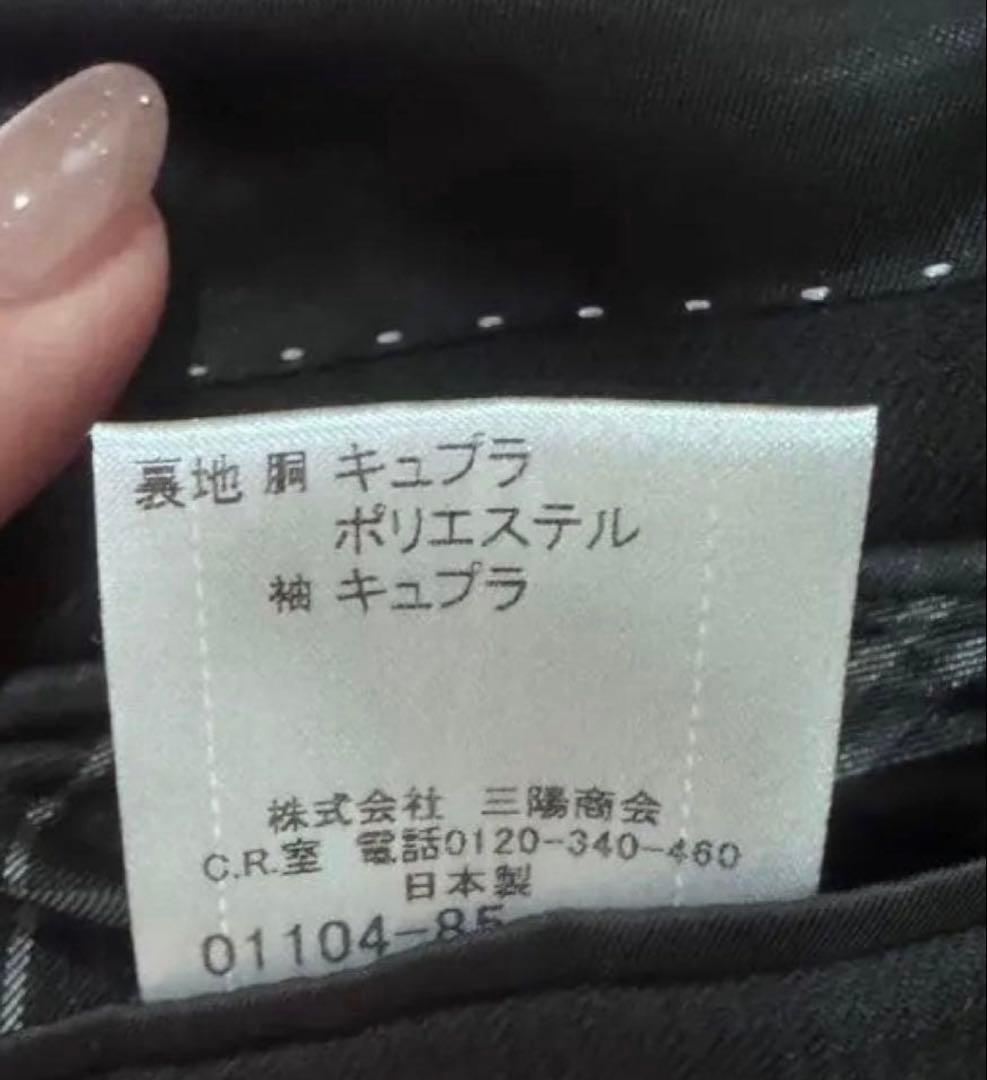 裏地 胴 キュプラ
ポリエステル
袖 キュプラ
株式会社 三陽商会
C.R.室 電話0120-340-460
日本製
01104-85